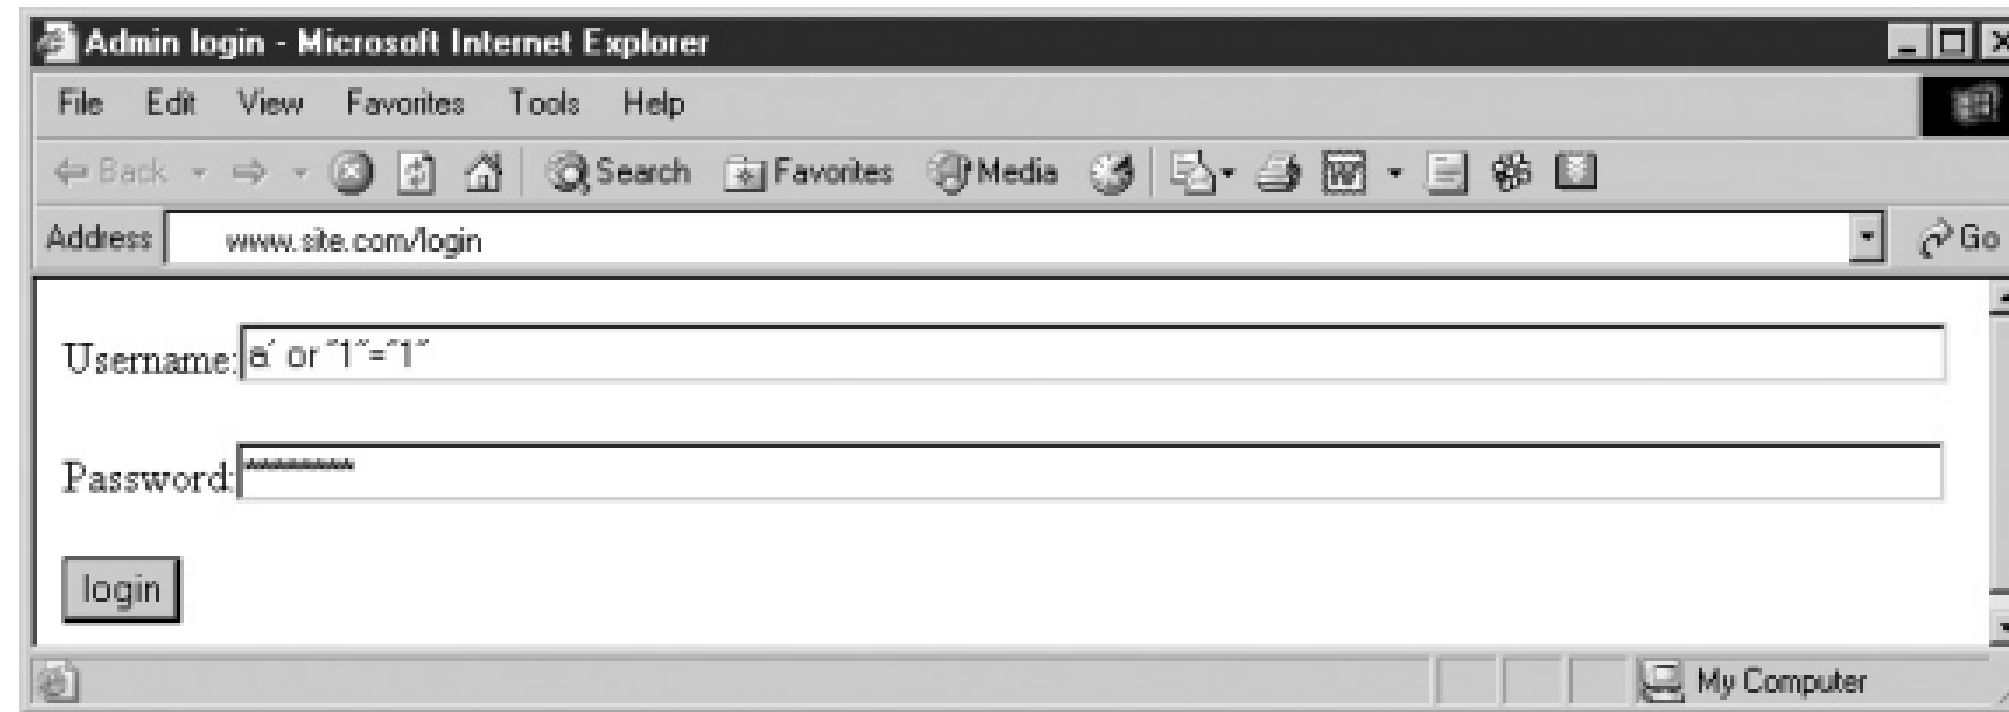 Admin login - Microsoft Internet Explorer
File Edit View Favorites Tools Help
Back Search Favorites Media
Address www.site.com/login Go
Username: a´ or ˝1˝=˝1˝
Password: **********
login
My Computer